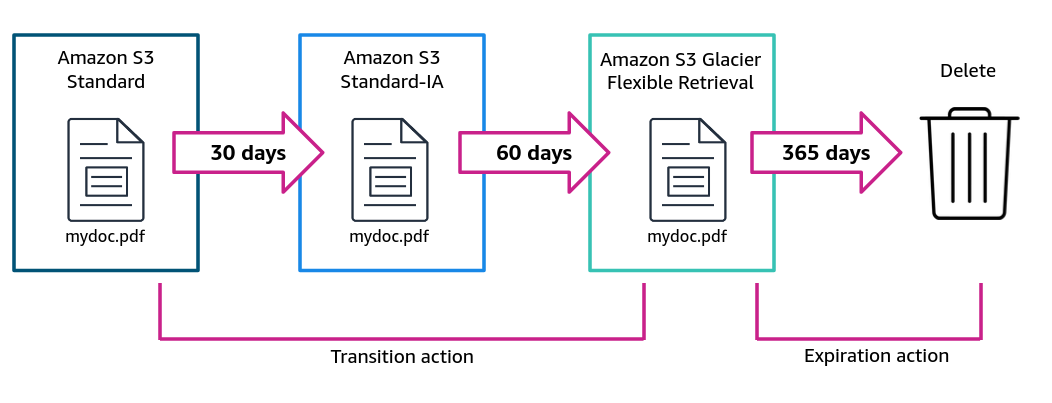 Amazon S3
Standard
mydoc.pdf
30 days
Amazon S3
Standard-IA
mydoc.pdf
60 days
Amazon S3 Glacier
Flexible Retrieval
mydoc.pdf
365 days
Delete
Transition action
Expiration action